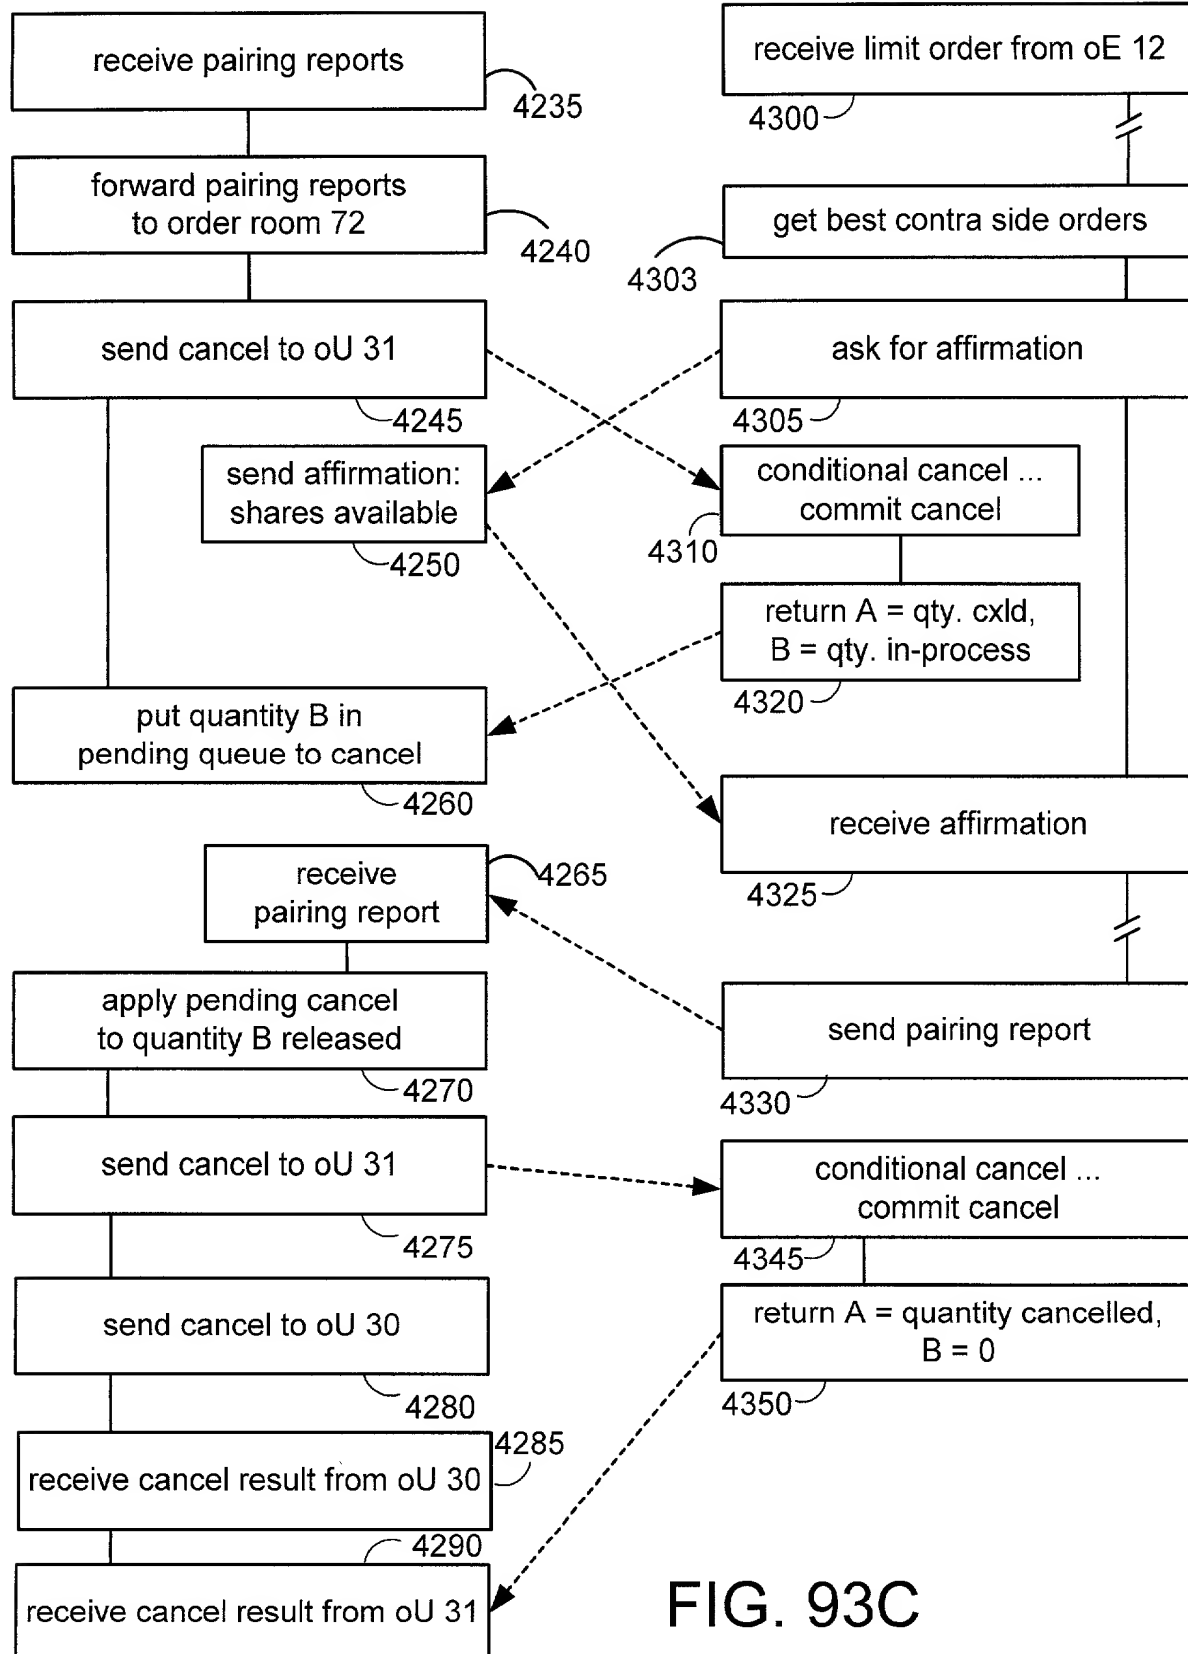 receive pairing reports
4235
forward pairing reports
to order room 72
4240
send cancel to oU 31
4245
send affirmation:
shares available
4250
put quantity B in
pending queue to cancel
4260
receive
pairing report
4265
apply pending cancel
to quantity B released
4270
send cancel to oU 31
4275
send cancel to oU 30
4280
receive cancel result from oU 30
4285
receive cancel result from oU 31
4290
receive limit order from oE 12
4300
get best contra side orders
4303
ask for affirmation
4305
conditional cancel ...
commit cancel
4310
return A = qty. cxld,
B = qty. in-process
4320
receive affirmation
4325
send pairing report
4330
conditional cancel ...
commit cancel
4345
return A = quantity cancelled,
B = 0
4350
FIG. 93C